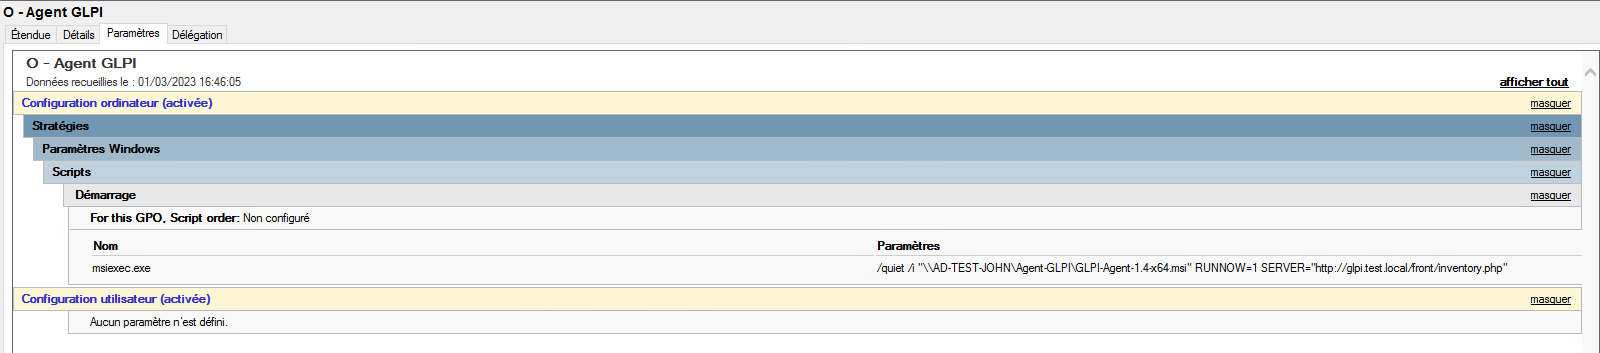 O - Agent GLPI
Étendue Détails Paramètres Délégation
O - Agent GLPI
Données recueillies le : 01/03/2023 16:46:05
afficher tout
Configuration ordinateur (activée) masquer
Stratégies masquer
Paramètres Windows masquer
Scripts masquer
Démarrage masquer
For this GPO, Script order: Non configuré
Nom Paramètres
msiexec.exe /quiet /i "\\AD-TEST-JOHN\Agent-GLPI\GLPI-Agent-1.4-x64.msi" RUNNOW=1 SERVER="http://glpi.test.local/front/inventory.php"
Configuration utilisateur (activée) masquer
Aucun paramètre n'est défini.